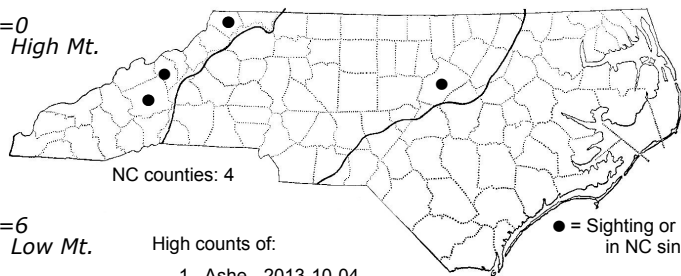 =0
High Mt.
NC counties: 4
=6
Low Mt.
High counts of:
● = Sighting or
in NC sin
1 Ashe 2013-10-04